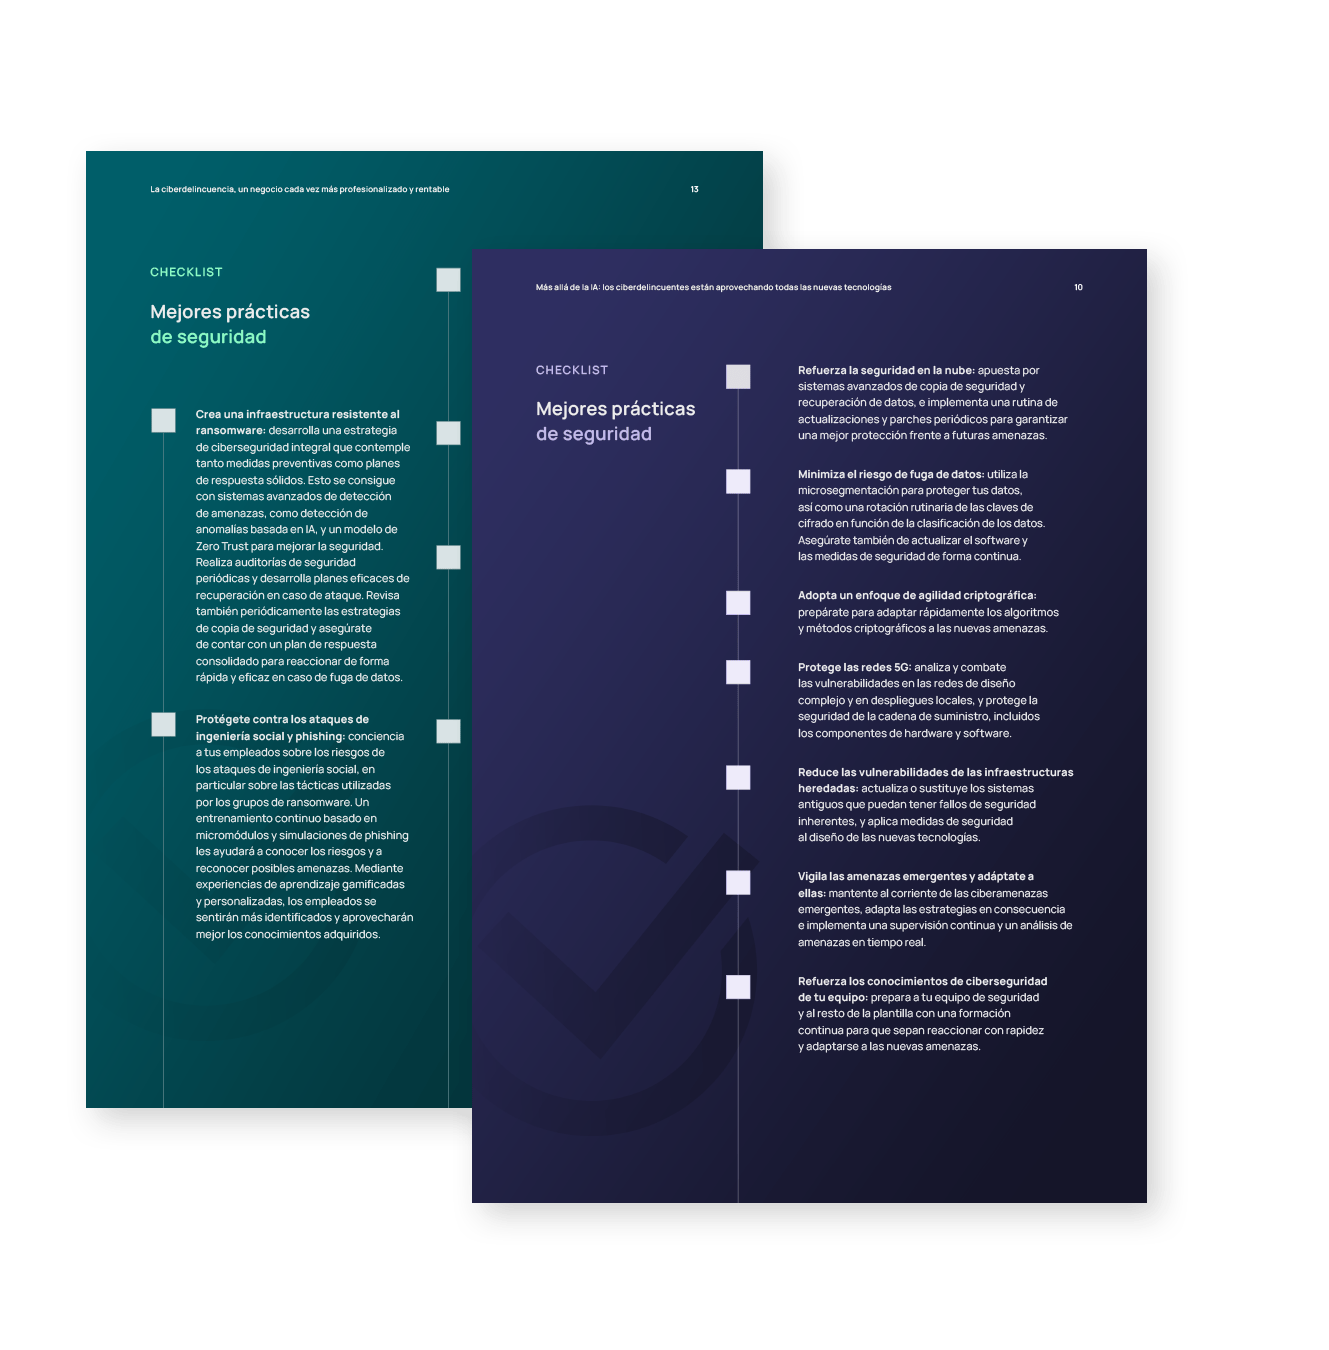 La ciberdelincuencia, un negocio cada vez más profesionalizado y rentable
13
CHECKLIST
Mejores prácticas
de seguridad
Crea una infraestructura resistente al
ransomware: desarrolla una estrategia
de ciberseguridad integral que contemple
tanto medidas preventivas como planes
de respuesta sólidos. Esto se consigue
con sistemas avanzados de detección
de amenazas, como detección de
anomalías basada en IA, y un modelo de
Zero Trust para mejorar la seguridad.
Realiza auditorías de seguridad
periódicas y desarrolla planes eficaces de
recuperación en caso de ataque. Revisa
también periódicamente las estrategias
de copia de seguridad y asegúrate
de contar con un plan de respuesta
consolidado para reaccionar de forma
rápida y eficaz en caso de fuga de datos.
Protégete contra los ataques de
ingeniería social y phishing: conciencia
a tus empleados sobre los riesgos de
los ataques de ingeniería social, en
particular sobre las tácticas utilizadas
por los grupos de ransomware. Un
entrenamiento continuo basado en
micromódulos y simulaciones de phishing
les ayudará a conocer los riesgos y a
reconocer posibles amenazas. Mediante
experiencias de aprendizaje gamificadas
y personalizadas, los empleados se
sentirán más identificados y aprovecharán
mejor los conocimientos adquiridos.
Más allá de la IA: los ciberdelincuentes están aprovechando todas las nuevas tecnologías
10
CHECKLIST
Mejores prácticas
de seguridad
Refuerza la seguridad en la nube: apuesta por
sistemas avanzados de copia de seguridad y
recuperación de datos, e implementa una rutina de
actualizaciones y parches periódicos para garantizar
una mejor protección frente a futuras amenazas.
Minimiza el riesgo de fuga de datos: utiliza la
microsegmentación para proteger tus datos,
así como una rotación rutinaria de las claves de
cifrado en función de la clasificación de los datos.
Asegúrate también de actualizar el software y
las medidas de seguridad de forma continua.
Adopta un enfoque de agilidad criptográfica:
prepárate para adaptar rápidamente los algoritmos
y métodos criptográficos a las nuevas amenazas.
Protege las redes 5G: analiza y combate
las vulnerabilidades en las redes de diseño
complejo y en despliegues locales, y protege la
seguridad de la cadena de suministro, incluidos
los componentes de hardware y software.
Reduce las vulnerabilidades de las infraestructuras
heredadas: actualiza o sustituye los sistemas
antiguos que puedan tener fallos de seguridad
inherentes, y aplica medidas de seguridad
al diseño de las nuevas tecnologías.
Vigila las amenazas emergentes y adáptate a
ellas: mantente al corriente de las ciberamenazas
emergentes, adapta las estrategias en consecuencia
e implementa una supervisión continua y un análisis de
amenazas en tiempo real.
Refuerza los conocimientos de ciberseguridad
de tu equipo: prepara a tu equipo de seguridad
y al resto de la plantilla con una formación
continua para que sepan reaccionar con rapidez
y adaptarse a las nuevas amenazas.